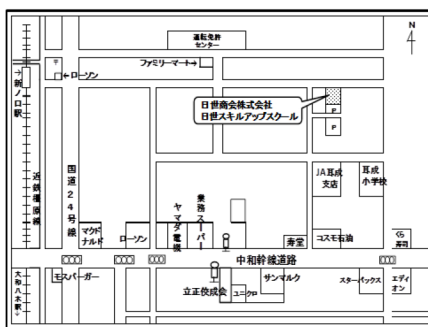 N
運転免許
センター
〒
←ローソン
ファミリーマート→
→新ノ口駅
日世商会株式会社
日世スキルアップスクール
P
P
近鉄橿原線
国道24号線
JA耳成
支店
耳成
小学校
マクド
ナルド
ローソン
ヤマダ電機
業務スーパー
寿堂
コスモ石油
くら
寿司
中和幹線道路
大和八木駅→
モスバーガー
立正佼成会
ユニクロ
サンマルク
スターバックス
エディ
オン